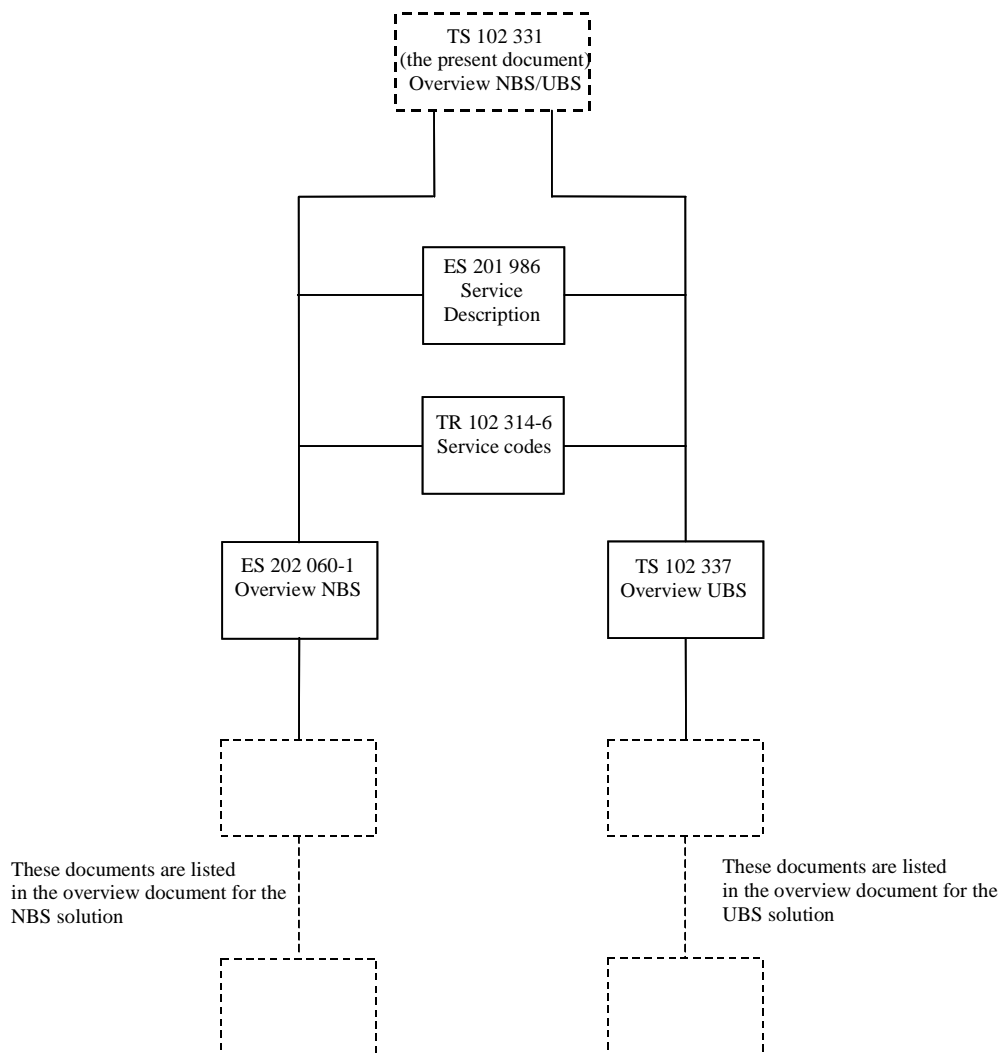 TS 102 331
(the present document)
Overview NBS/UBS
ES 201 986
Service
Description
TR 102 314-6
Service codes
ES 202 060-1
Overview NBS
TS 102 337
Overview UBS
These documents are listed
in the overview document for the
NBS solution
These documents are listed
in the overview document for the
UBS solution